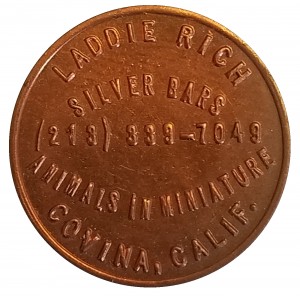 LADDIE RICH
SILVER BARS
(213) 339-7049
ANIMALS IN MINIATURE
COVINA, CALIF.